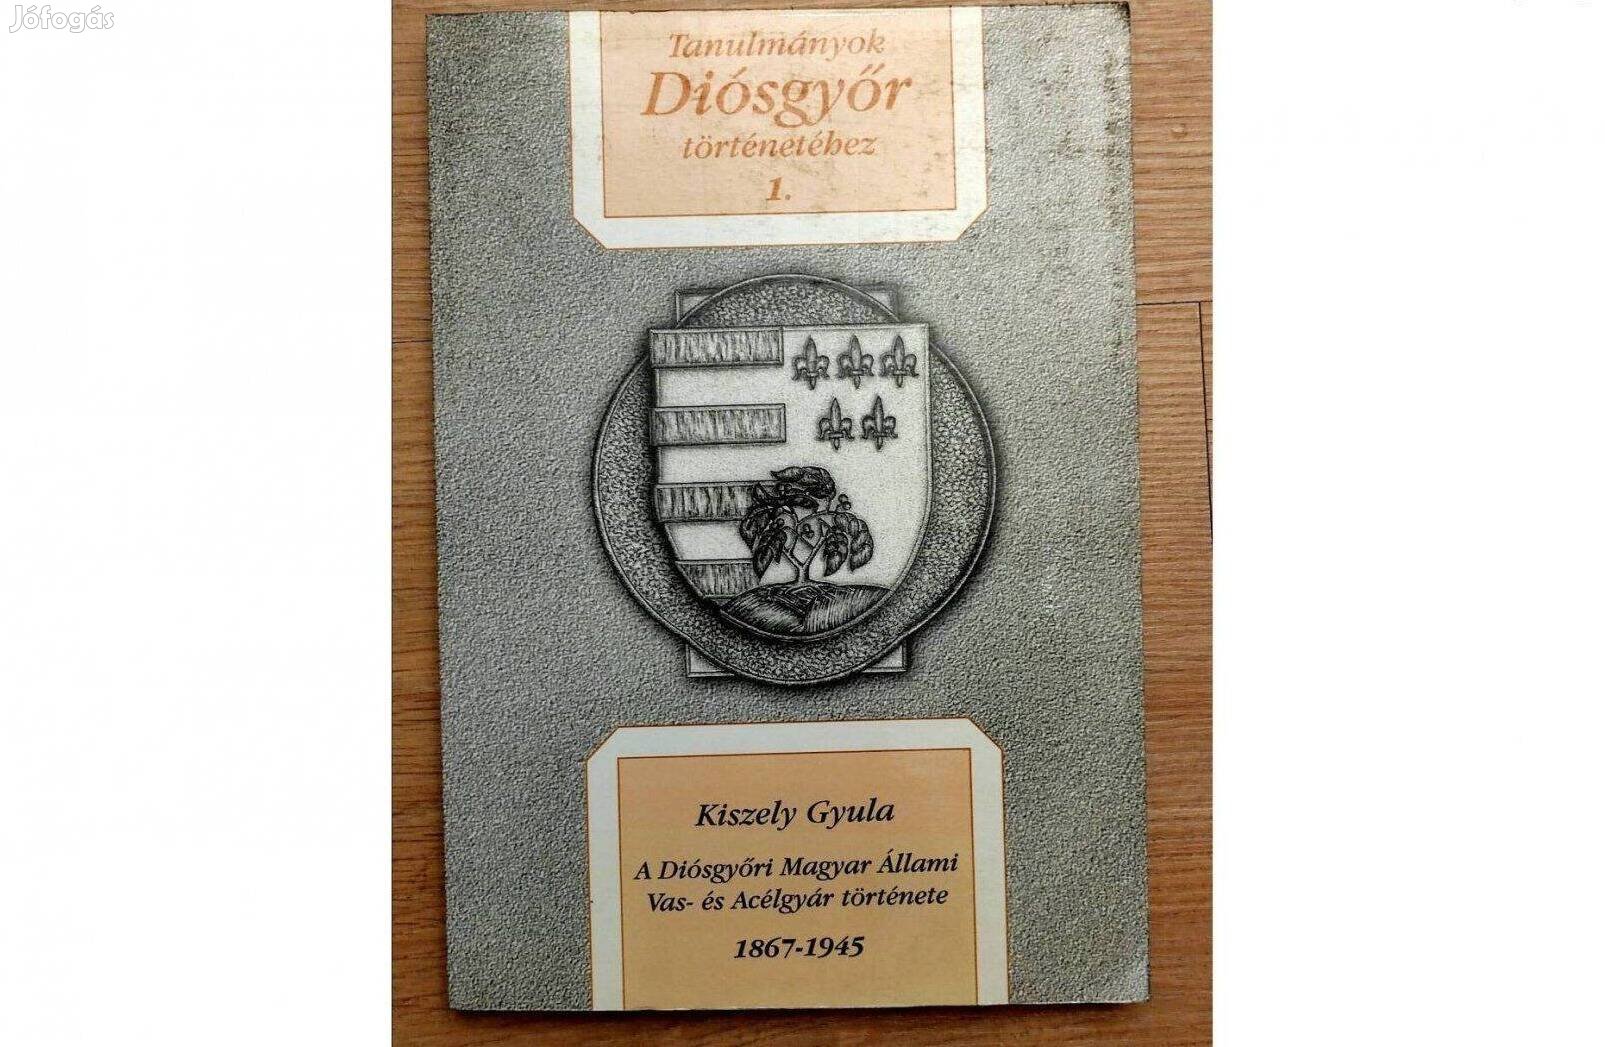 Jófogás
Tanulmányok
Diósgyőr
történetéhez
1.
Kiszely Gyula
A Diósgyőri Magyar Állami
Vas- és Acélgyár története
1867-1945